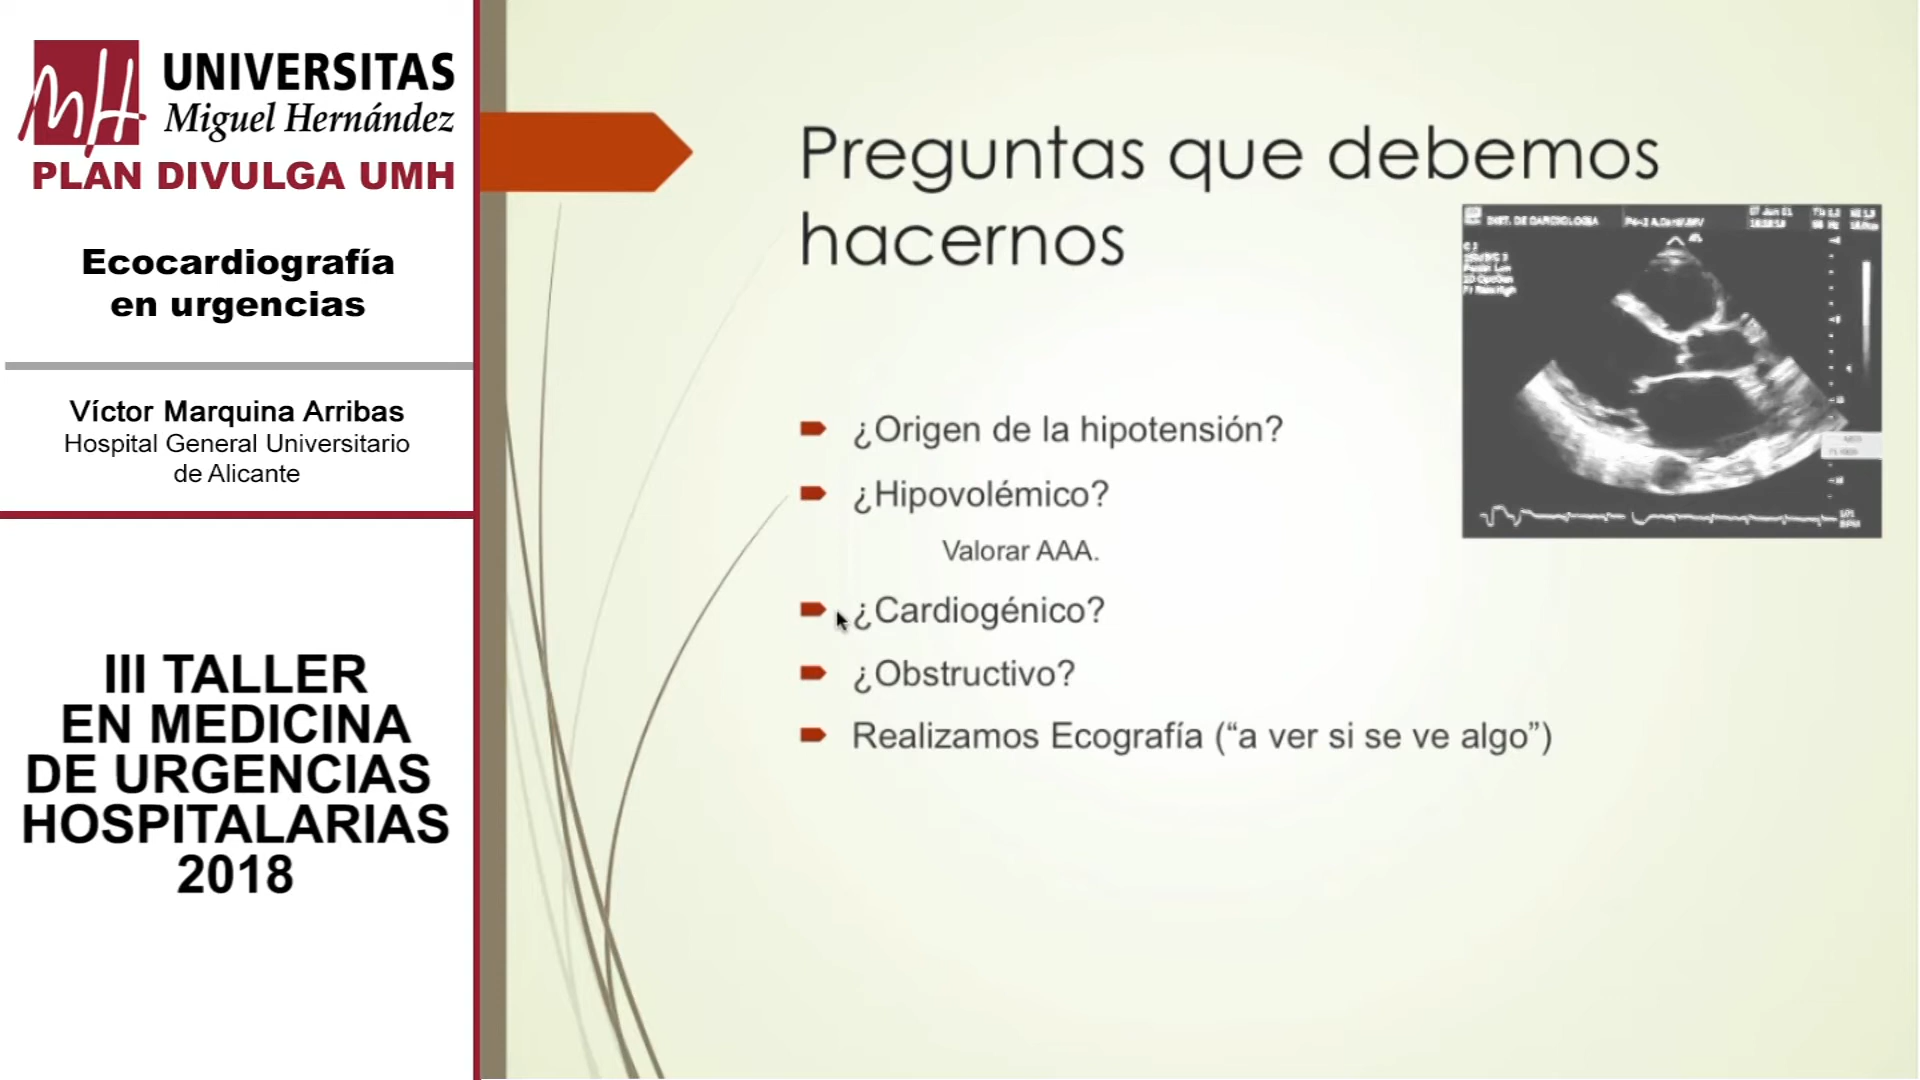 UNIVERSITAS
Miguel Hernández
PLAN DIVULGA UMH
Ecocardiografía
en urgencias
Víctor Marquina Arribas
Hospital General Universitario
de Alicante
III TALLER
EN MEDICINA
DE URGENCIAS
HOSPITALARIAS
2018
Preguntas que debemos
hacernos
¿Origen de la hipotensión?
¿Hipovolémico?
Valorar AAA.
¿Cardiogénico?
¿Obstructivo?
Realizamos Ecografía (“a ver si se ve algo”)
DE CARDIOLOGIA